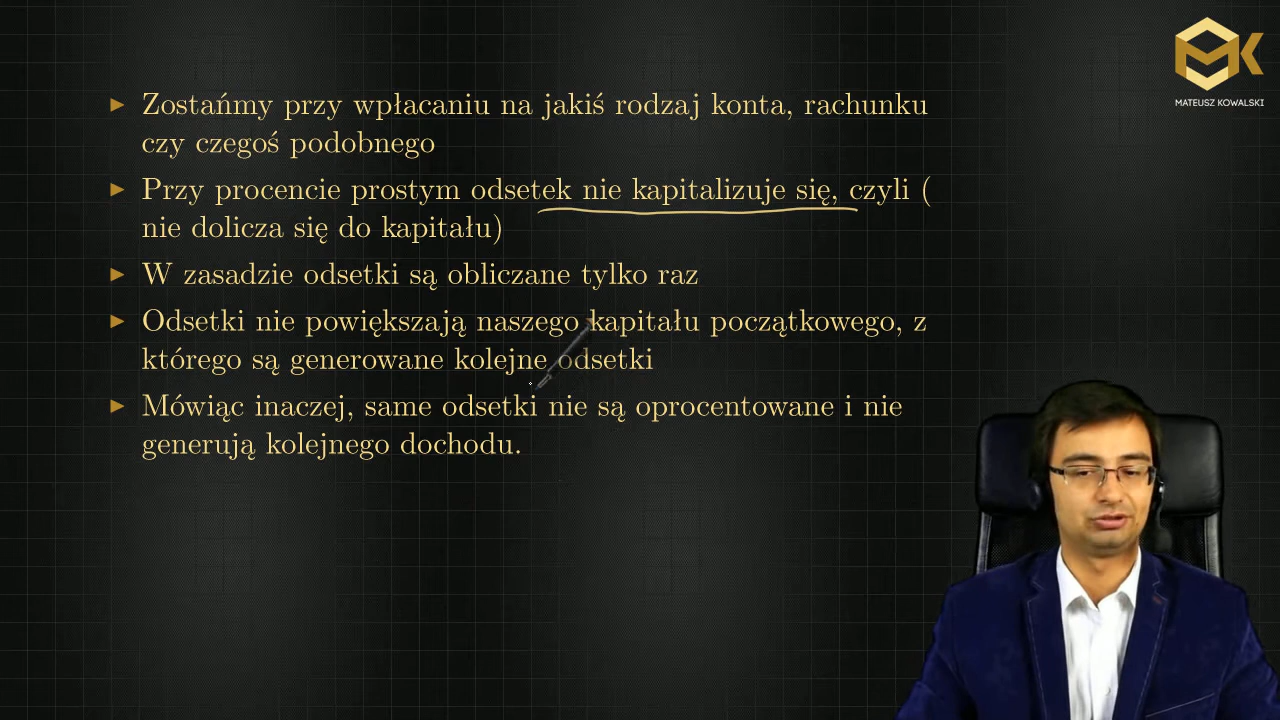 Zostańmy przy wpłacaniu na jakiś rodzaj konta, rachunku
czy czegoś podobnego
Przy procencie prostym odsetek nie kapitalizuje się, czyli (
nie dolicza się do kapitału)
W zasadzie odsetki są obliczane tylko raz
Odsetki nie powiększają naszego kapitału początkowego, z
którego są generowane kolejne odsetki
Mówiąc inaczej, same odsetki nie są oprocentowane i nie
generują kolejnego dochodu.
MK
MATEUSZ KOWALSKI